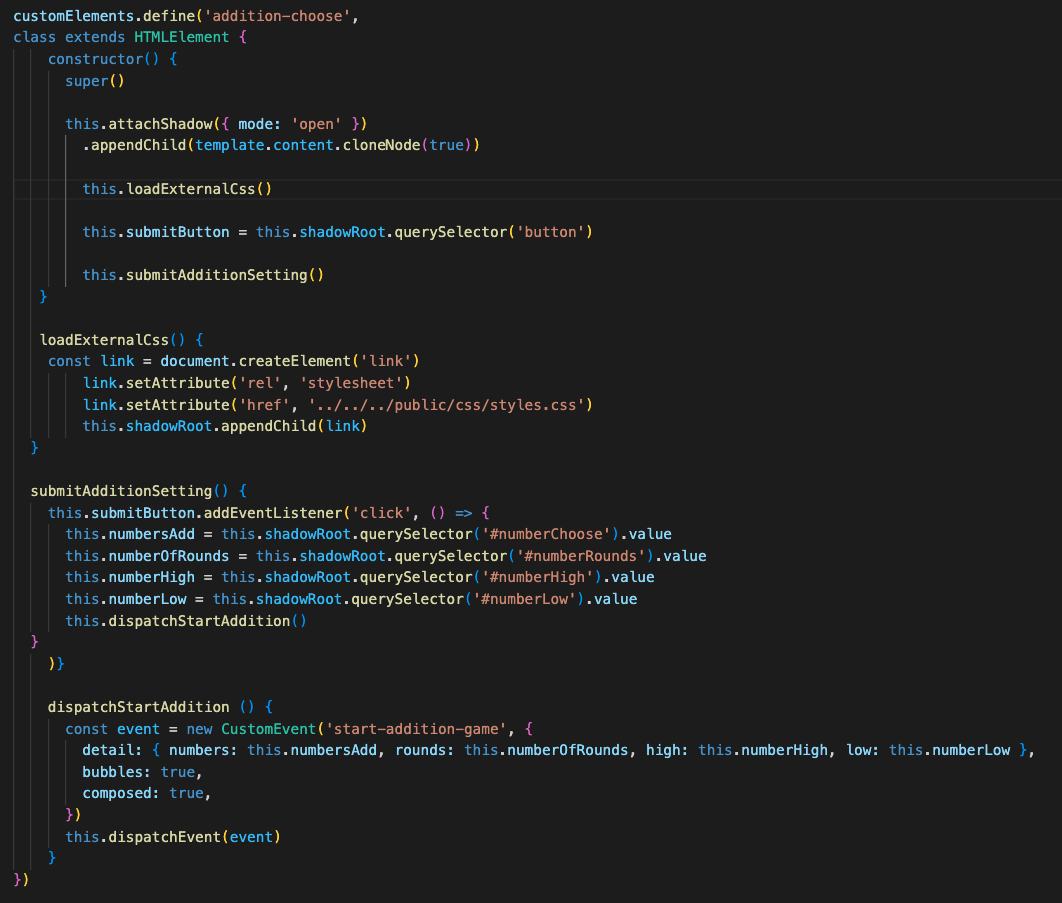 customElements.define('addition-choose',
class extends HTMLElement {
constructor() {
super()
this.attachShadow({ mode: 'open' })
.appendChild(template.content.cloneNode(true))
this.loadExternalCss()
this.submitButton = this.shadowRoot.querySelector('button')
this.submitAdditionSetting()
}
loadExternalCss() {
const link = document.createElement('link')
link.setAttribute('rel', 'stylesheet')
link.setAttribute('href', '../../../public/css/styles.css')
this.shadowRoot.appendChild(link)
}
submitAdditionSetting() {
this.submitButton.addEventListener('click', () => {
this.numbersAdd = this.shadowRoot.querySelector('#numberChoose').value
this.numberOfRounds = this.shadowRoot.querySelector('#numberRounds').value
this.numberHigh = this.shadowRoot.querySelector('#numberHigh').value
this.numberLow = this.shadowRoot.querySelector('#numberLow').value
this.dispatchStartAddition()
}
)}
dispatchStartAddition () {
const event = new CustomEvent('start-addition-game', {
detail: { numbers: this.numbersAdd, rounds: this.numberOfRounds, high: this.numberHigh, low: this.numberLow },
bubbles: true,
composed: true,
})
this.dispatchEvent(event)
}
})